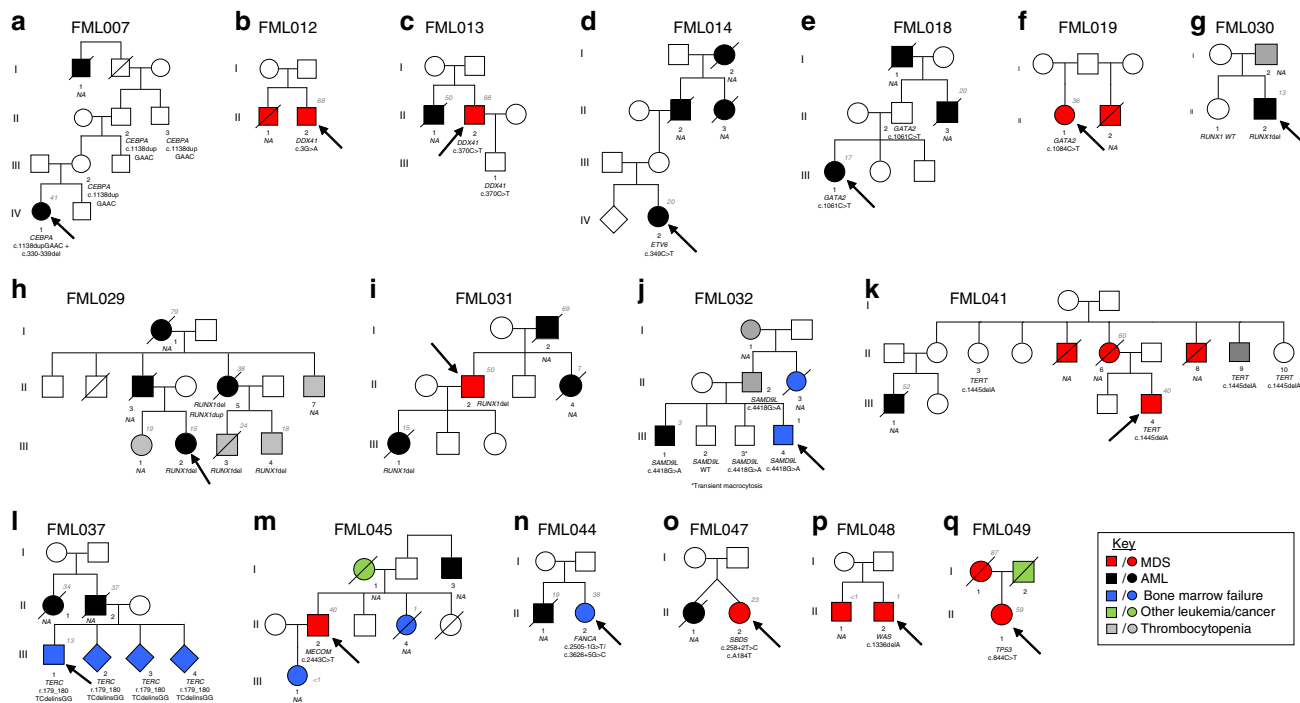 a
FML007
I
1
NA
II
2
CEBPA
c.1138dup
GAAC
3
CEBPA
c.1138dup
GAAC
III
2
CEBPA
c.1138dup
GAAC
IV
41
1
CEBPA
c.1138dupGAAC +
c.330-339del
b
FML012
I
II
68
1
NA
2
DDX41
c.3G>A
c
FML013
I
II
50
68
1
NA
2
DDX41
c.370C>T
III
1
DDX41
c.370C>T
d
FML014
I
2
NA
II
2
NA
3
NA
III
IV
20
2
ETV6
c.349C>T
e
FML018
I
1
NA
II
20
2
GATA2
c.1061C>T
3
NA
III
17
1
GATA2
c.1061C>T
f
FML019
I
II
36
1
GATA2
c.1084C>T
2
NA
g
FML030
I
2
NA
II
13
1
RUNX1 WT
2
RUNX1del
h
FML029
I
79
1
NA
II
38
3
NA
RUNX1del
RUNX1dup
5
7
NA
III
19
15
24
18
1
NA
2
RUNX1del
3
RUNX1del
4
RUNX1del
i
FML031
I
69
2
NA
II
50
7
2
RUNX1del
4
NA
III
15
1
RUNX1del
j
FML032
I
1
NA
II
2
SAMD9L
c.4418G>A
3
NA
III
3
1
1
SAMD9L
c.4418G>A
2
SAMD9L
WT
3*
SAMD9L
c.4418G>A
4
SAMD9L
c.4418G>A
*Transient macrocytosis
k
FML041
I
II
60
3
TERT
c.1445delA
NA
6
NA
8
NA
9
TERT
c.1445delA
10
TERT
c.1445delA
III
52
40
1
NA
4
TERT
c.1445delA
l
FML037
I
II
34
37
1
NA
NA
2
III
13
1
TERC
r.179_180
TCdelinsGG
2
TERC
r.179_180
TCdelinsGG
3
TERC
r.179_180
TCdelinsGG
4
TERC
r.179_180
TCdelinsGG
m
FML045
I
1
NA
3
NA
II
40
1
2
MECOM
c.2443C>T
4
NA
III
<1
1
NA
n
FML044
I
II
19
38
1
NA
2
FANCA
c.2505-1G>T/
c.3626+5G>C
o
FML047
I
II
23
1
NA
2
SBDS
c.258+2T>C
c.A184T
p
FML048
I
II
<1
1
1
NA
2
WAS
c.1336delA
q
FML049
I
87
1
2
II
59
1
TP53
c.844C>T
Key
/ MDS
/ AML
/ Bone marrow failure
/ Other leukemia/cancer
/ Thrombocytopenia